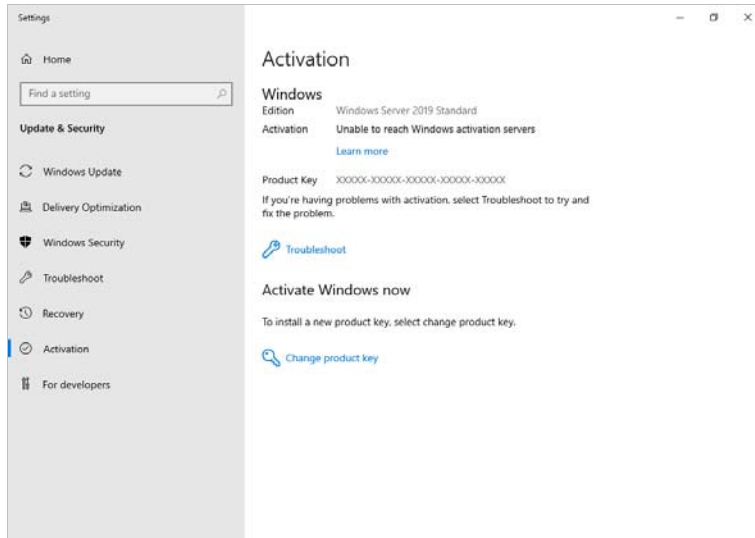 Settings
Home
Find a setting
Update & Security
Windows Update
Delivery Optimization
Windows Security
Troubleshoot
Recovery
Activation
For developers
Activation
Windows
Edition Windows Server 2019 Standard
Activation Unable to reach Windows activation servers
Learn more
Product Key XXXXX-XXXXX-XXXXX-XXXXX-XXXXX
If you're having problems with activation, select Troubleshoot to try and
fix the problem.
Troubleshoot
Activate Windows now
To install a new product key, select change product key.
Change product key